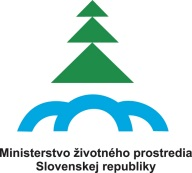 Ministerstvo životného prostredia
Slovenskej republiky